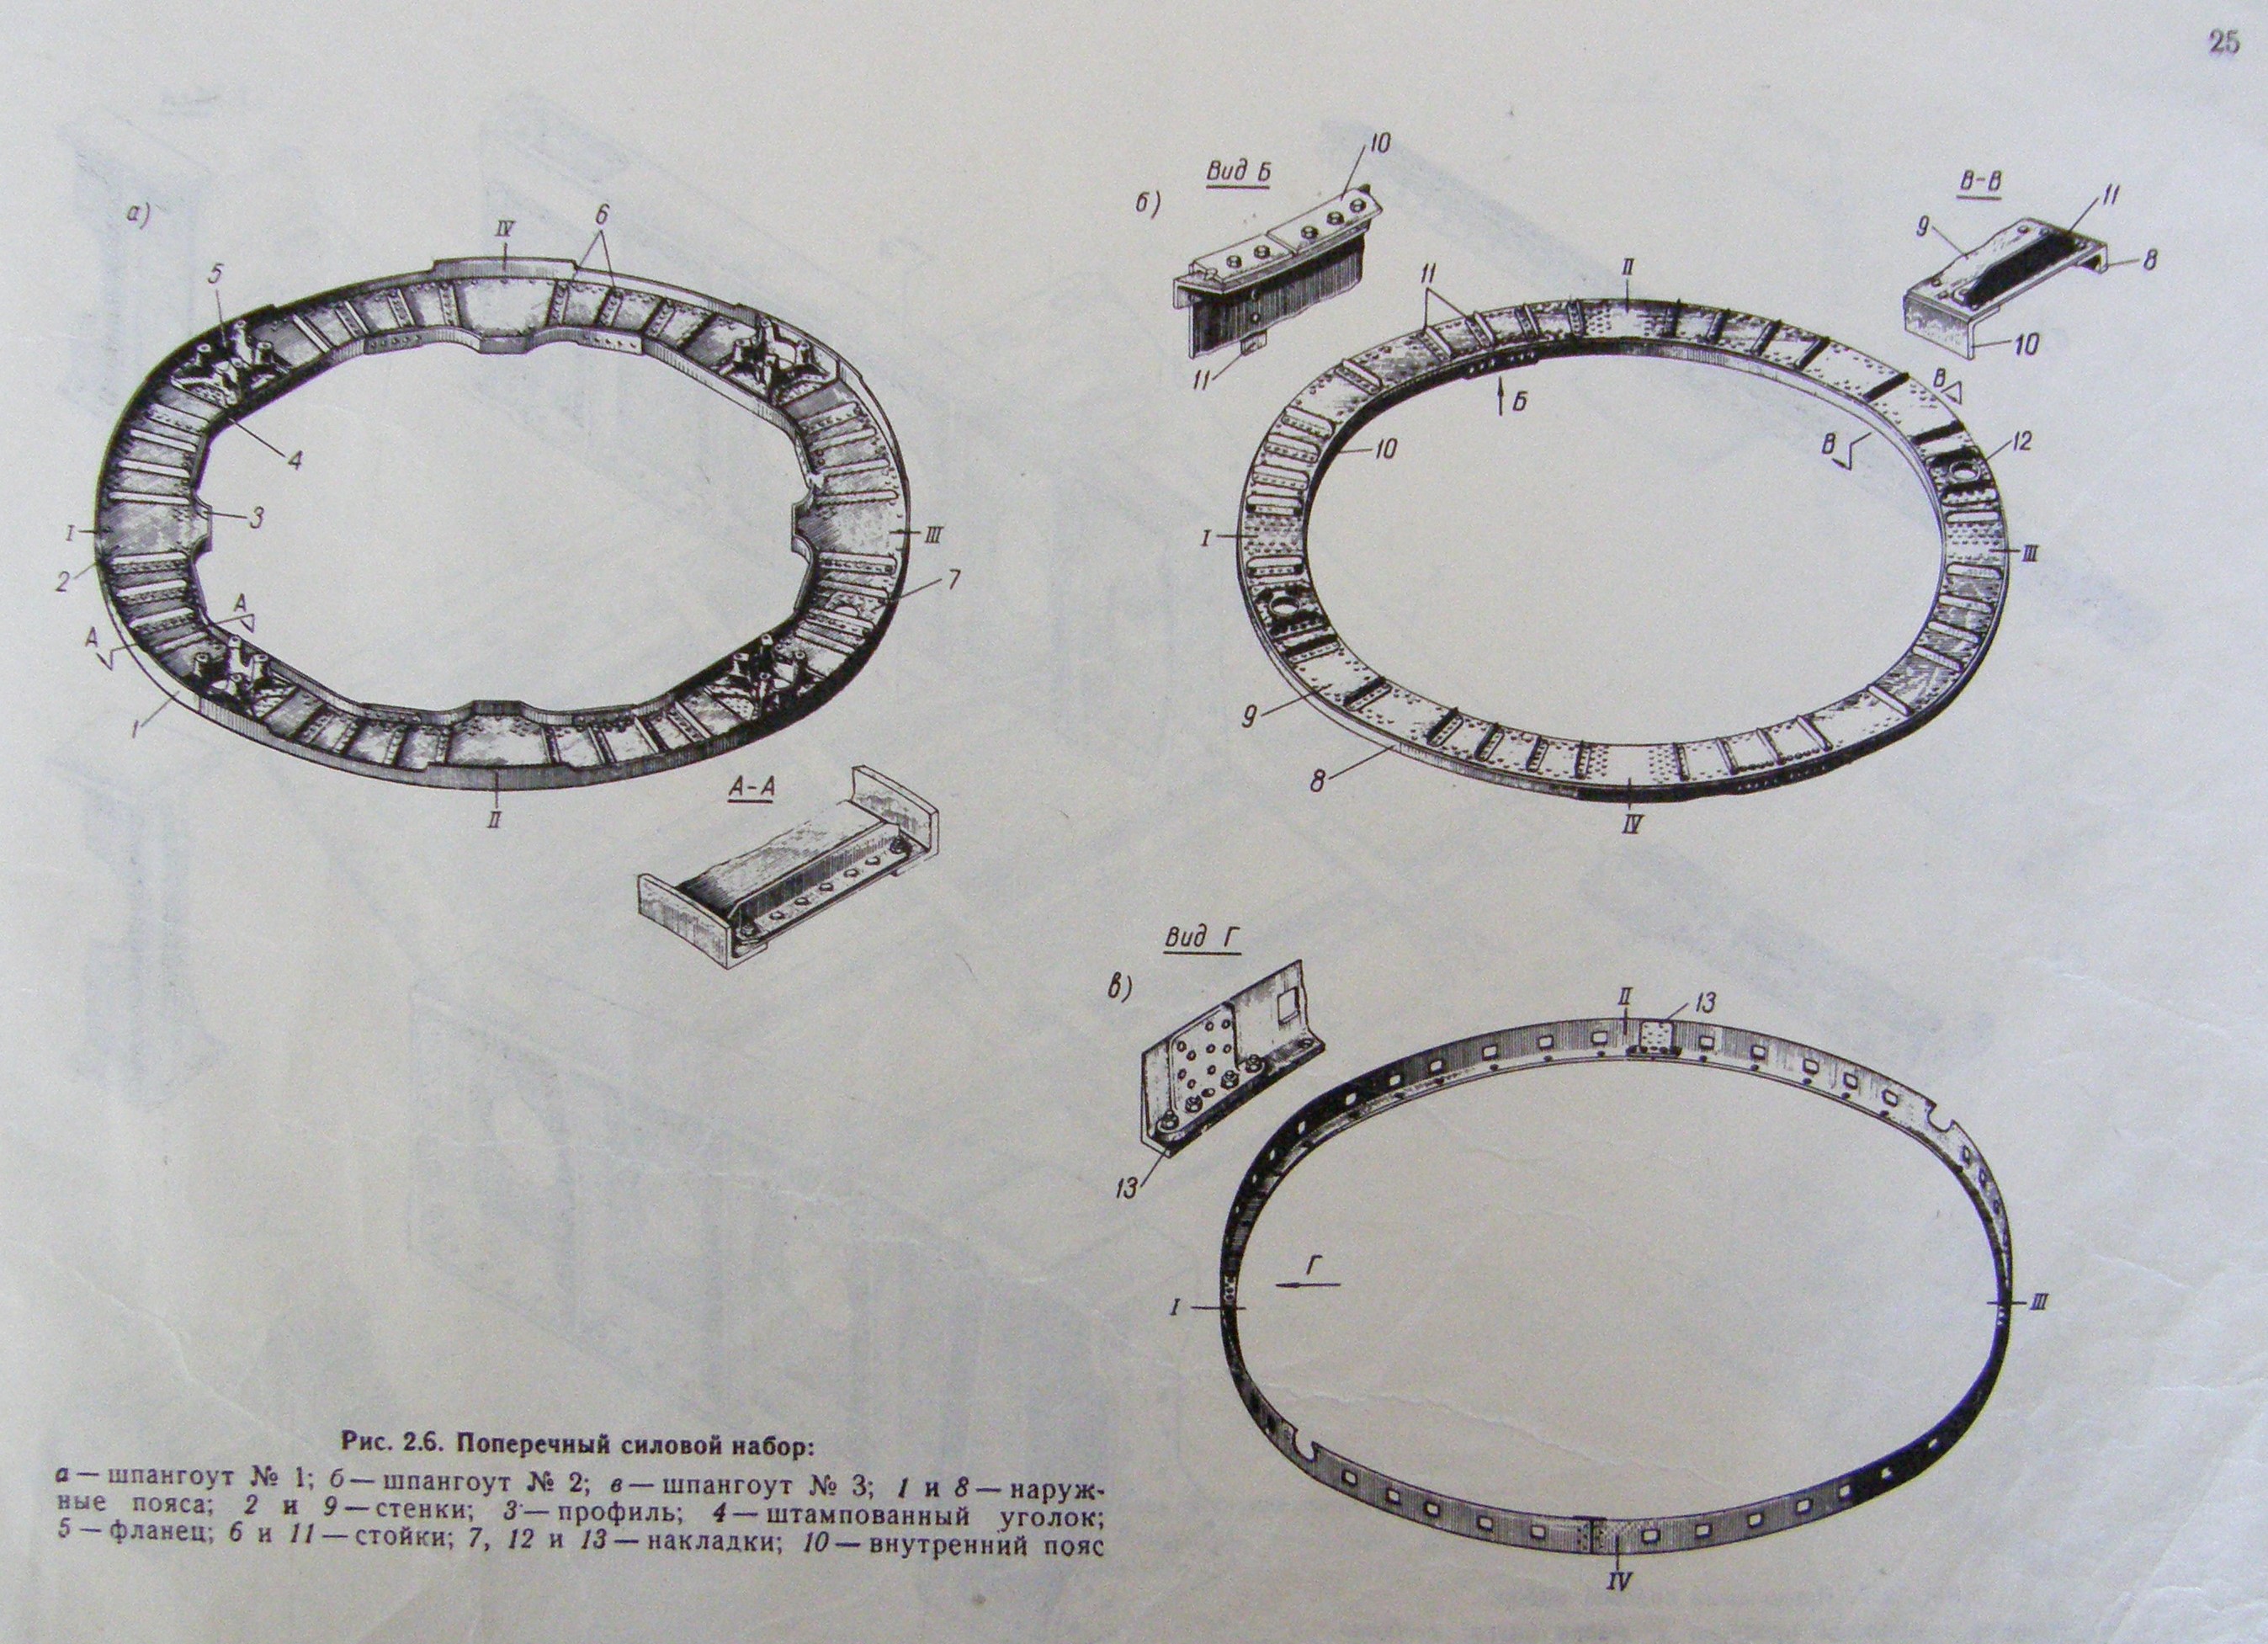 25
а)
IV
6
5
4
3
I
III
2
7
А
А
1
II
А-А
б)
Вид Б
10
11
11
II
В-В
11
9
8
10
В
В
12
Б
10
I
III
9
8
IV
в)
Вид Г
13
II
13
Г
I
III
IV
Рис. 2.6. Поперечный силовой набор:
а — шпангоут № 1; б — шпангоут № 2; в — шпангоут № 3; 1 и 8 — наруж-
ные пояса; 2 и 9 — стенки; 3 — профиль; 4 — штампованный уголок;
5 — фланец; 6 и 11 — стойки; 7, 12 и 13 — накладки; 10 — внутренний пояс